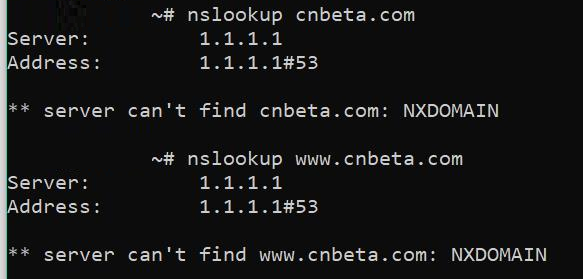 ~# nslookup cnbeta.com
Server: 1.1.1.1
Address: 1.1.1.1#53
** server can't find cnbeta.com: NXDOMAIN
~# nslookup www.cnbeta.com
Server: 1.1.1.1
Address: 1.1.1.1#53
** server can't find www.cnbeta.com: NXDOMAIN